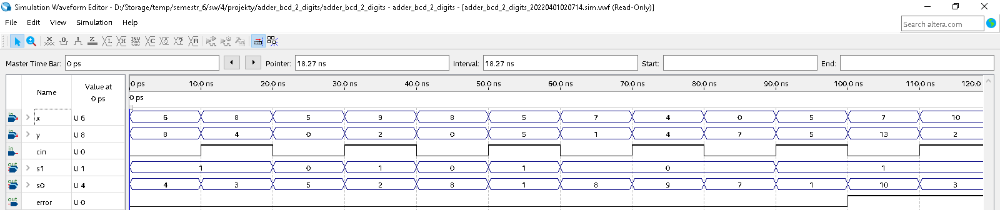 Simulation Waveform Editor - D:/Storage/temp/semestr_6/sw/4/projekty/adder_bcd_2_digits/adder_bcd_2_digits - adder_bcd_2_digits - [adder_bcd_2_digits_20220401020714.sim.vwf (Read-Only)]
File Edit View Simulation Help
Search altera.com
Master Time Bar: 0 ps Pointer: 18.27 ns Interval: 18.27 ns Start: End:
Name Value at 0 ps
0 ps 10.0 ns 20.0 ns 30.0 ns 40.0 ns 50.0 ns 60.0 ns 70.0 ns 80.0 ns 90.0 ns 100.0 ns 110.0 ns 120.0
0 ps
in x U 6 6 8 5 9 8 5 7 4 0 5 7 10
in y U 8 8 4 0 2 0 5 1 4 7 5 13 2
in cin U 0
out s1 U 1 1 0 1 0 1 0 1
out s0 U 4 4 3 5 2 8 1 8 9 7 1 10 3
out error U 0